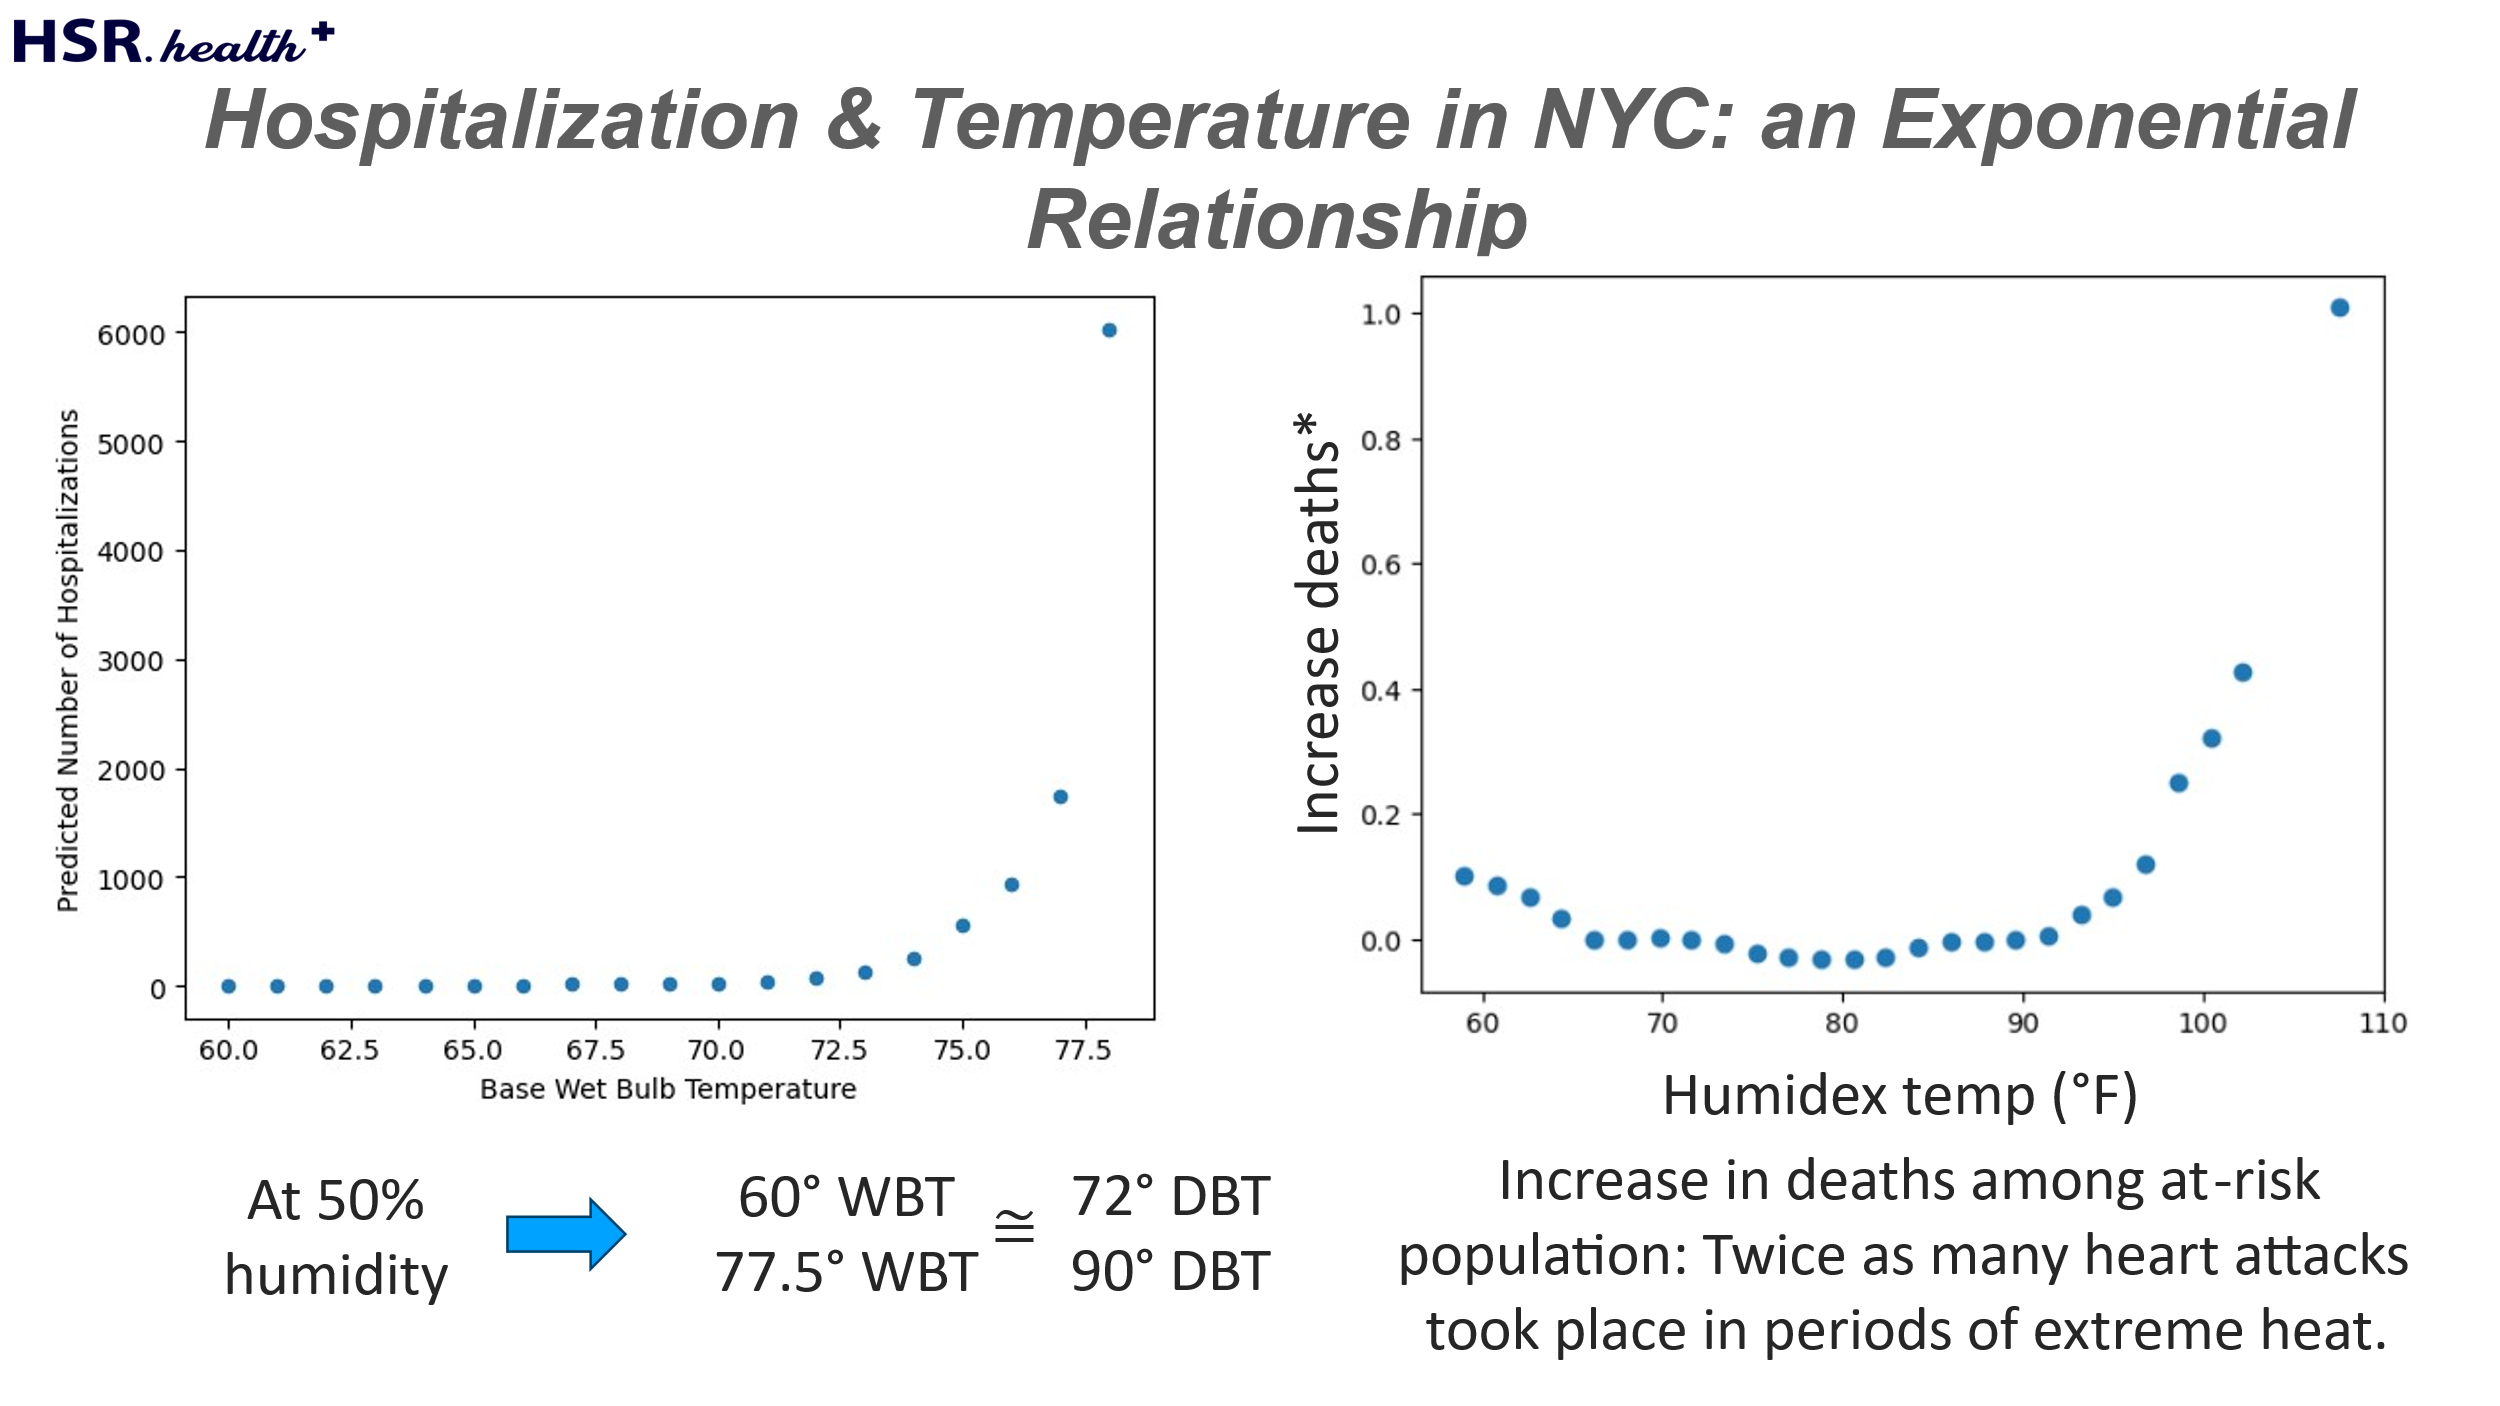 HSR.health+
Hospitalization & Temperature in NYC: an Exponential
Relationship
Predicted Number of Hospitalizations
6000
5000
4000
3000
2000
1000
0
60.0 62.5 65.0 67.5 70.0 72.5 75.0 77.5
Base Wet Bulb Temperature
Increase deaths*
1.0
0.8
0.6
0.4
0.2
0.0
60 70 80 90 100 110
Humidex temp (°F)
At 50%
humidity
60° WBT
77.5° WBT
≅
72° DBT
90° DBT
Increase in deaths among at-risk
population: Twice as many heart attacks
took place in periods of extreme heat.